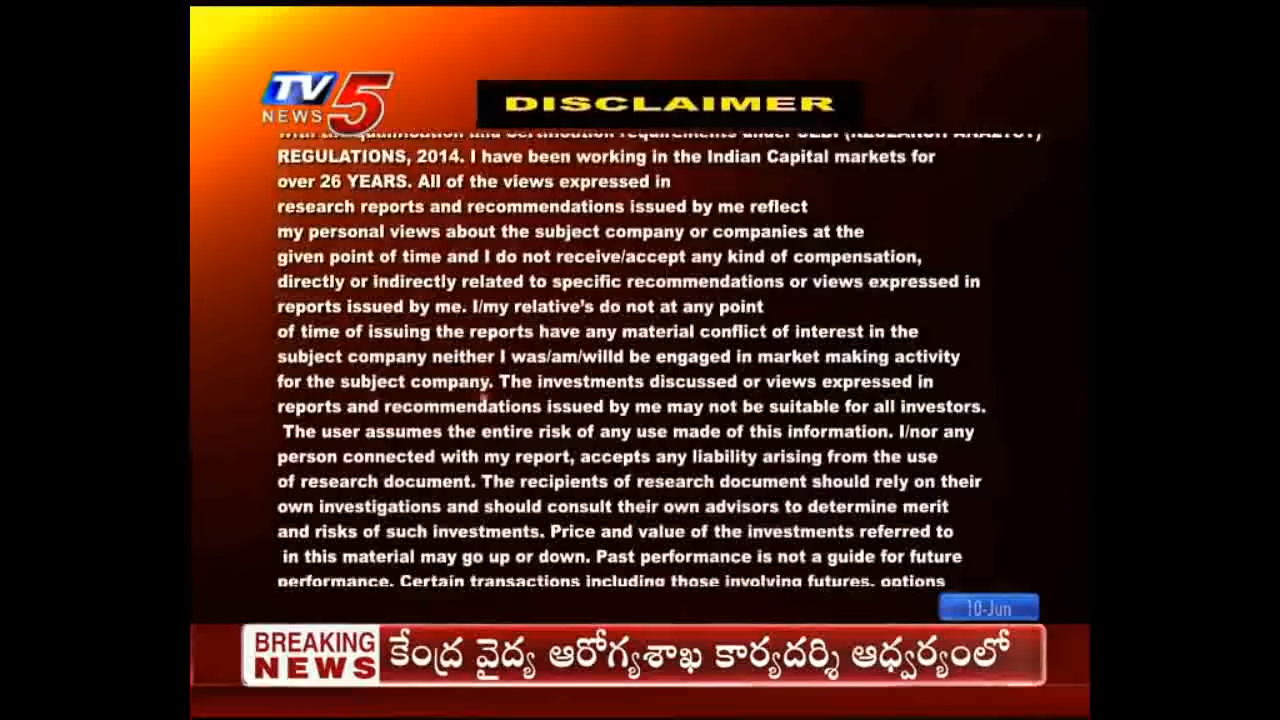 TV5
NEWS
DISCLAIMER
with the qualification and certification requirements under SEBI (RESEARCH ANALYST)
REGULATIONS, 2014. I have been working in the Indian Capital markets for
over 26 YEARS. All of the views expressed in
research reports and recommendations issued by me reflect
my personal views about the subject company or companies at the
given point of time and I do not receive/accept any kind of compensation,
directly or indirectly related to specific recommendations or views expressed in
reports issued by me. I/my relative's do not at any point
of time of issuing the reports have any material conflict of interest in the
subject company neither I was/am/willd be engaged in market making activity
for the subject company. The investments discussed or views expressed in
reports and recommendations issued by me may not be suitable for all investors.
The user assumes the entire risk of any use made of this information. I/nor any
person connected with my report, accepts any liability arising from the use
of research document. The recipients of research document should rely on their
own investigations and should consult their own advisors to determine merit
and risks of such investments. Price and value of the investments referred to
in this material may go up or down. Past performance is not a guide for future
performance. Certain transactions including those involving futures, options
10-Jun
BREAKING
NEWS
కేంద్ర వైద్య ఆరోగ్యశాఖ కార్యదర్శి ఆధ్వర్యంలో